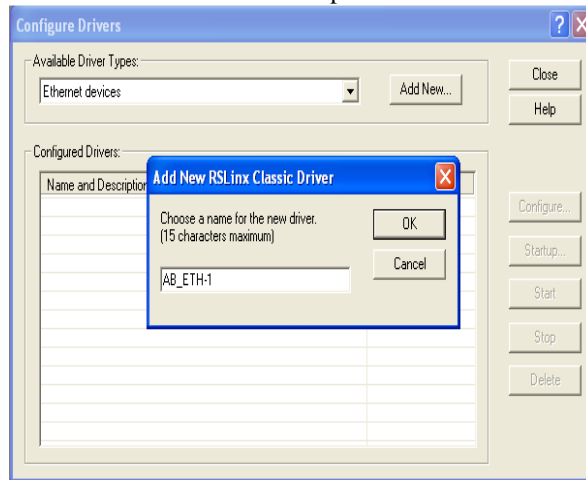 Configure Drivers
Available Driver Types:
Ethernet devices
Add New...
Close
Help
Configured Drivers:
Name and Description
Add New RSLinx Classic Driver
Choose a name for the new driver.
(15 characters maximum)
OK
Cancel
AB_ETH-1
Configure...
Startup...
Start
Stop
Delete